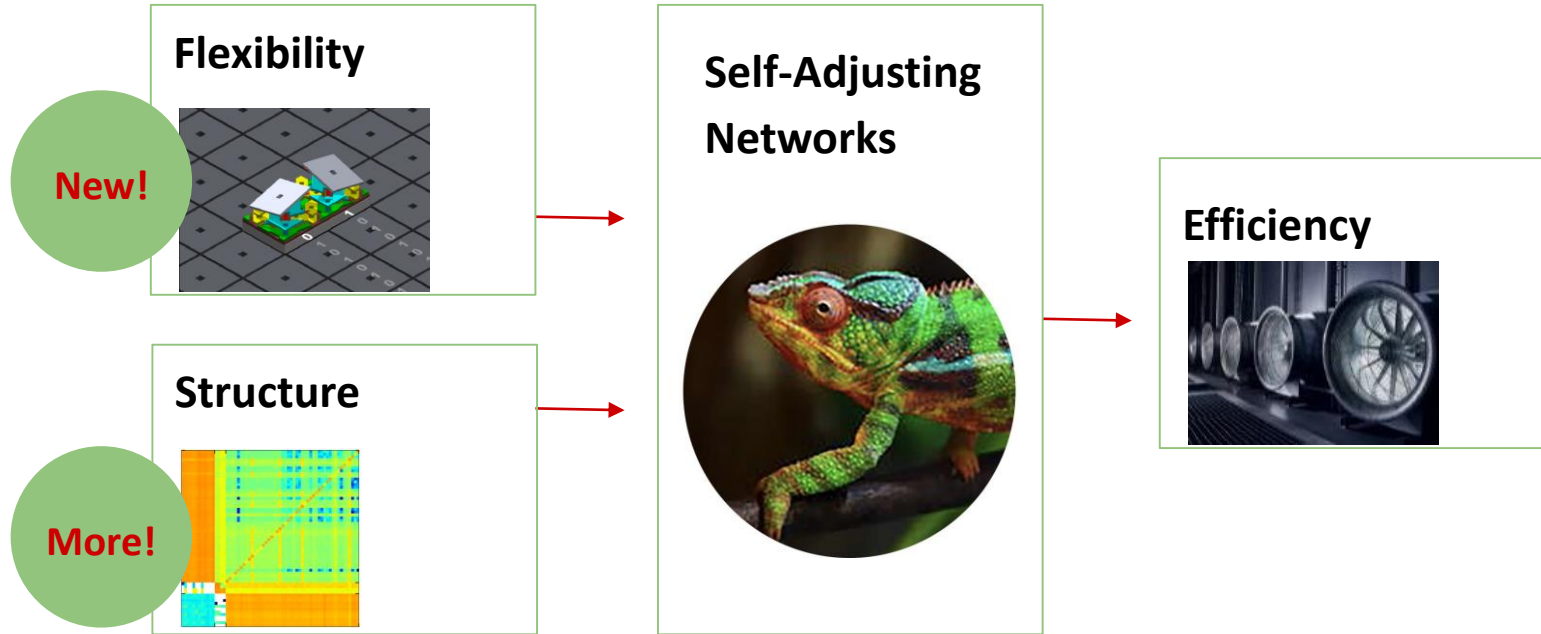 Flexibility
New!
Structure
More!
Self-Adjusting
Networks
Efficiency